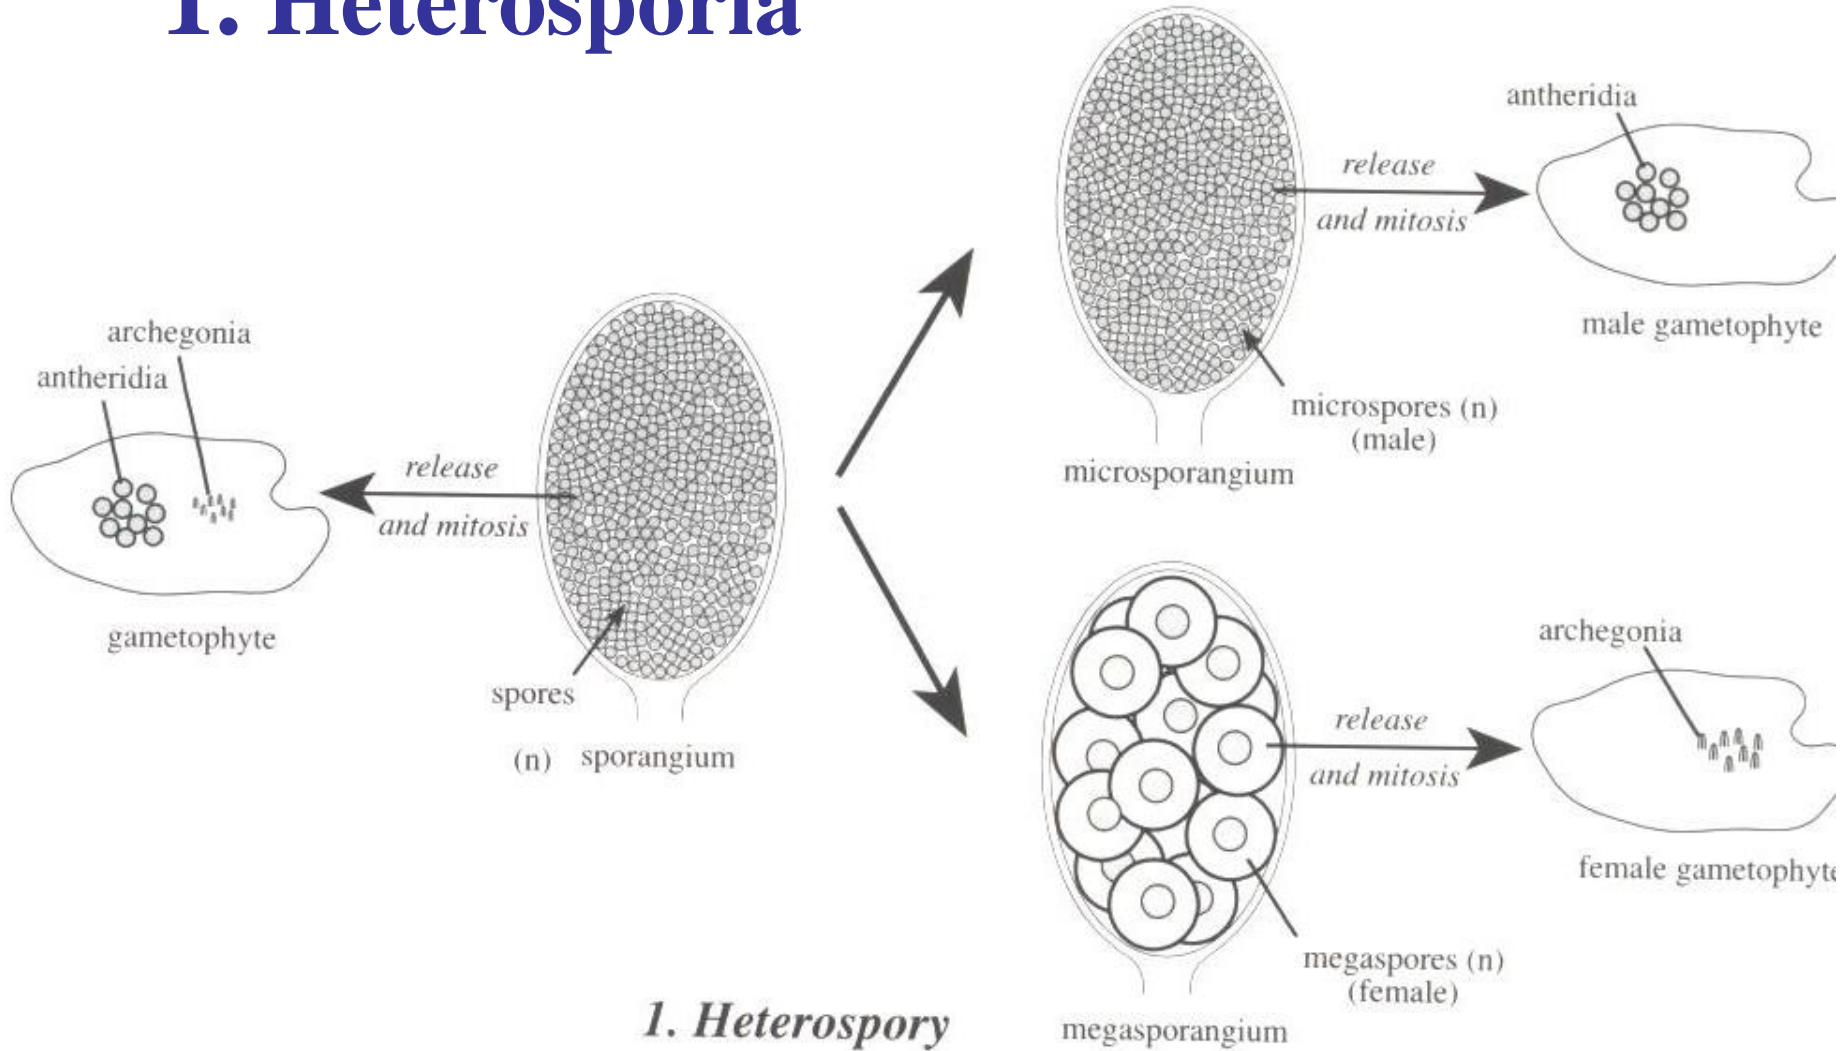 1. Heterosporia
antheridia
release
and mitosis
male gametophyte
microspores (n)
(male)
microsporangium
archegonia
antheridia
release
and mitosis
gametophyte
spores
(n) sporangium
archegonia
release
and mitosis
female gametophyte
megaspores (n)
(female)
megasporangium
1. Heterospory